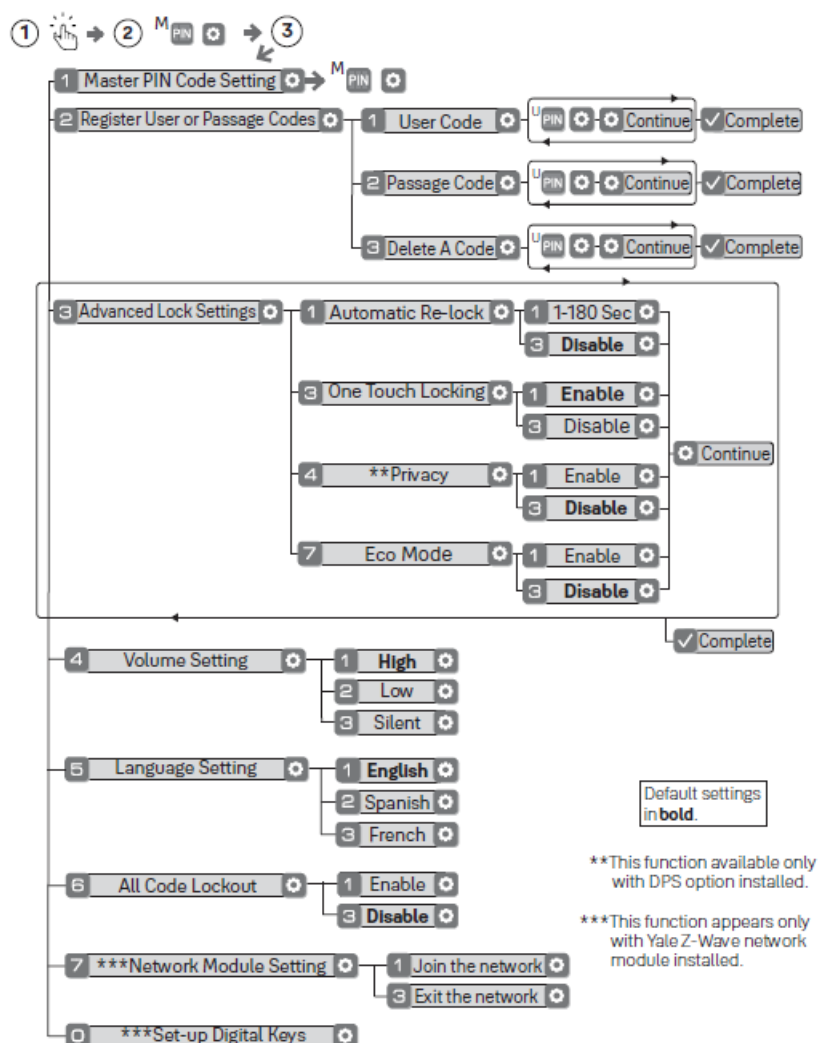 1 2 M PIN 3
1 Master PIN Code Setting M PIN
2 Register User or Passage Codes 1 User Code U PIN Continue Complete
2 Passage Code U PIN Continue Complete
3 Delete A Code U PIN Continue Complete
3 Advanced Lock Settings 1 Automatic Re-lock 1 1-180 Sec
3 Disable
3 One Touch Locking 1 Enable
3 Disable
Continue
4 **Privacy 1 Enable
3 Disable
7 Eco Mode 1 Enable
3 Disable
Complete
4 Volume Setting 1 High
2 Low
3 Silent
5 Language Setting 1 English
2 Spanish
3 French
Default settings
in bold.
**This function available only
with DPS option installed.
6 All Code Lockout 1 Enable
3 Disable
***This function appears only
with Yale Z-Wave network
module installed.
7 ***Network Module Setting 1 Join the network
3 Exit the network
0 ***Set-up Digital Keys